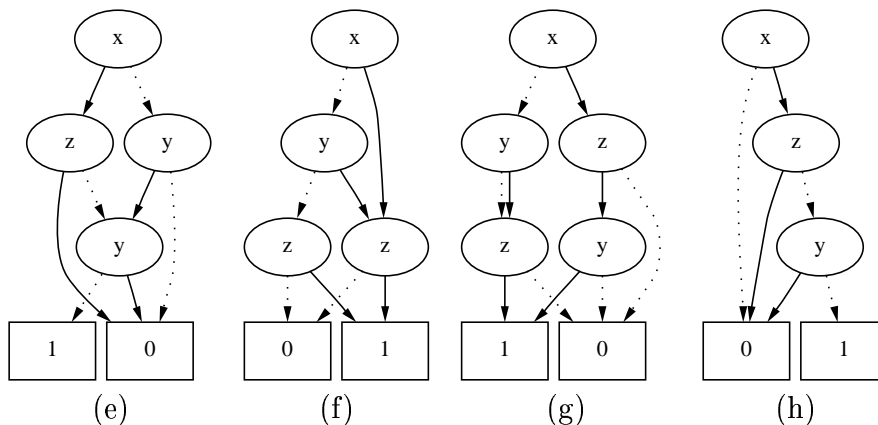 x x x x
z y y y z z
y z z z y y
1 0 0 1 1 0 0 1
(e) (f) (g) (h)